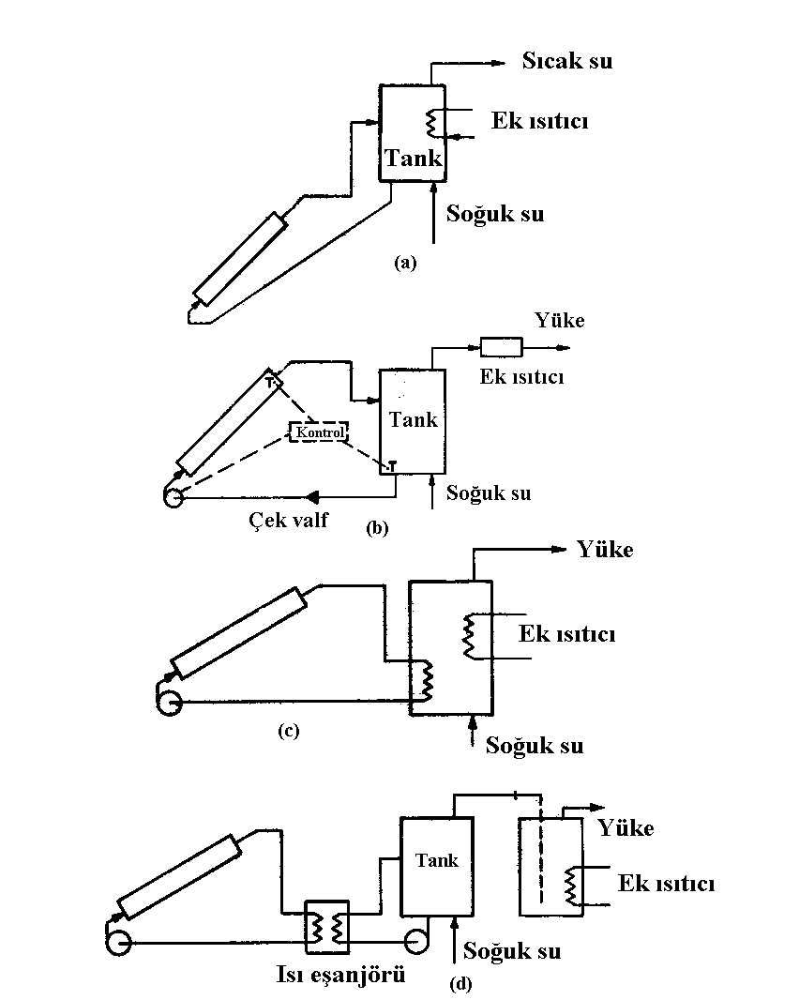 Sıcak su
Ek ısıtıcı
Tank
Soğuk su
(a)
Yüke
Ek ısıtıcı
T
Kontrol
Tank
T
Soğuk su
Çek valf
(b)
Yüke
Ek ısıtıcı
(c)
Soğuk su
Yüke
Tank
Ek ısıtıcı
Soğuk su
Isı eşanjörü
(d)